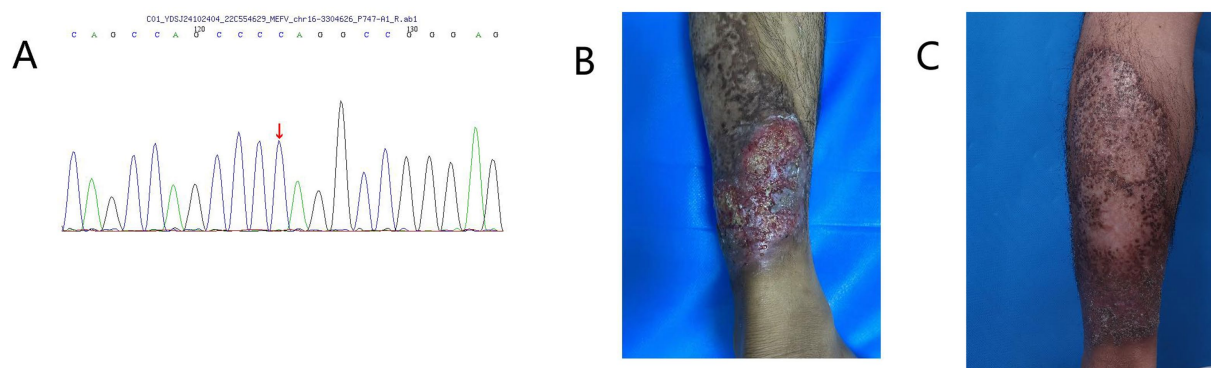 C01_YDSJ24102404_22C554629_MEFV_chr16-3304626_P747-A1_R.ab1
120 130
C A G C C A G C C C C A G G C C G G G A G
A
B
C